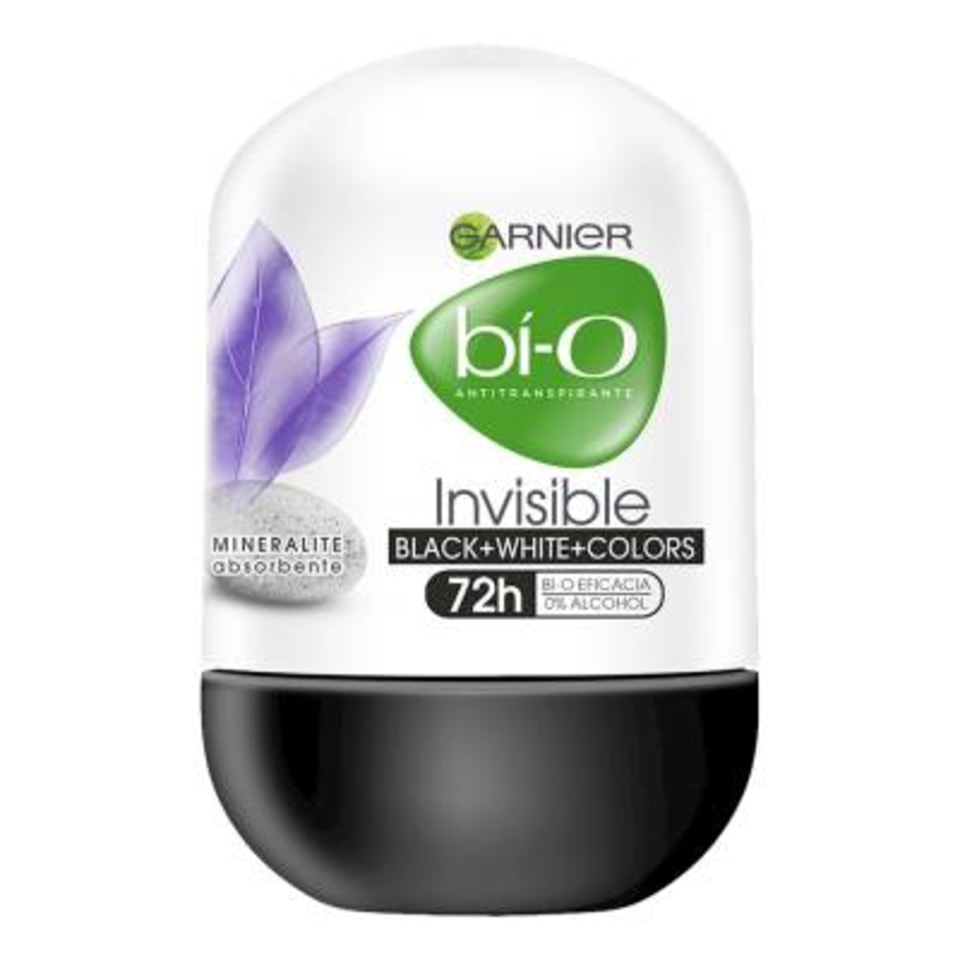 GARNIER
bí-O
ANTITRANSPIRANTE
Invisible
BLACK+WHITE+COLORS
72h
BI-O EFICACIA
0% ALCOHOL
MINERALITE
absorbente